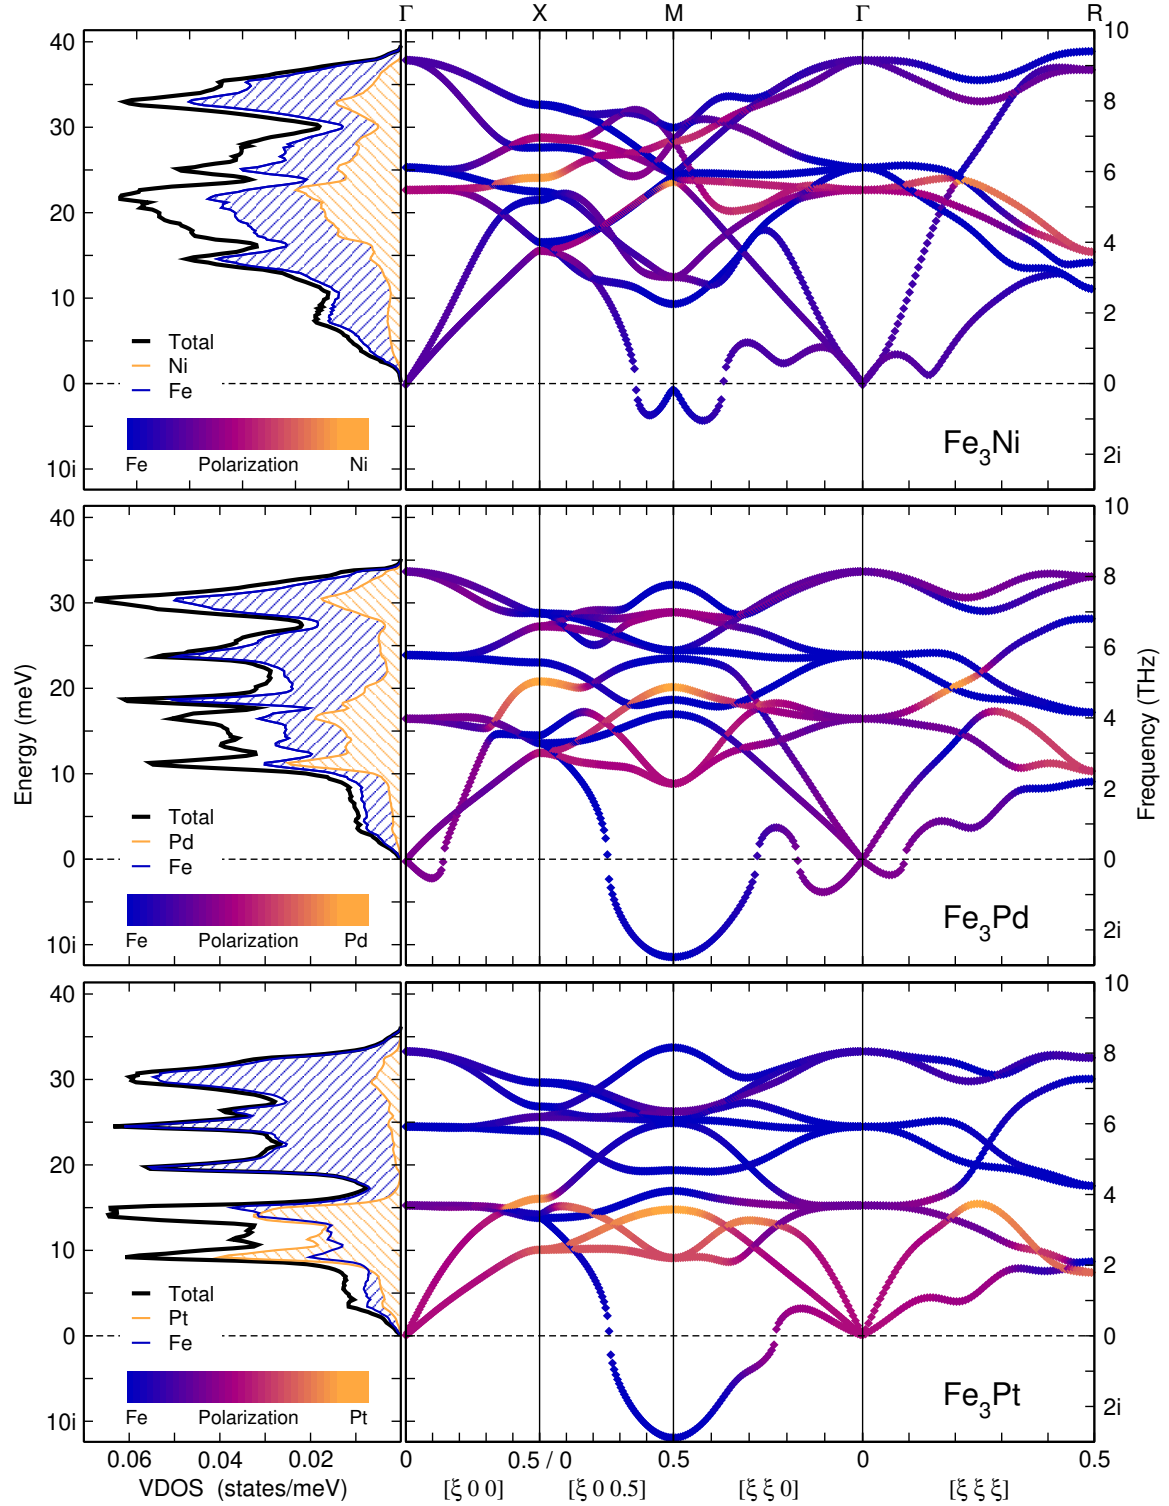 Γ X M Γ R
40
30
20
10
0
10i
Total
Ni
Fe
Fe Polarization Ni
Fe3Ni
10
8
6
4
2
0
2i
40
30
20
10
0
10i
Total
Pd
Fe
Fe Polarization Pd
Fe3Pd
10
8
6
4
2
0
2i
Energy (meV)
Frequency (THz)
40
30
20
10
0
10i
Total
Pt
Fe
Fe Polarization Pt
Fe3Pt
10
8
6
4
2
0
2i
0.06 0.04 0.02 0 0.5 / 0 0.5 0 0.5
VDOS (states/meV) [ξ 0 0] [ξ 0 0.5] [ξ ξ 0] [ξ ξ ξ]